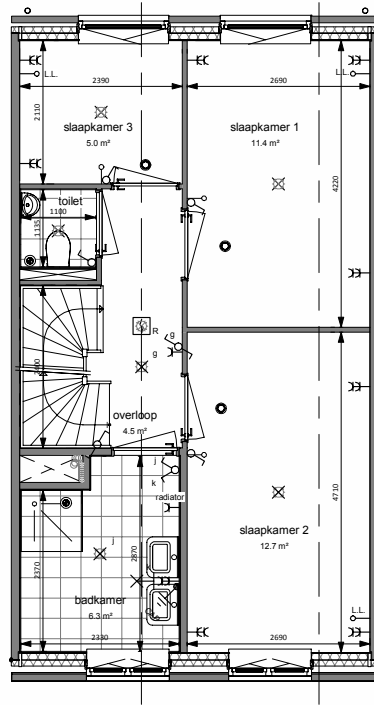 L.L.
2390
2690
L.L.
2110
slaapkamer 3
5.0 m²
slaapkamer 1
11.4 m²
4220
toilet
1100
1135
R
g
g
overloop
4.5 m²
j
k
radiator
4710
slaapkamer 2
12.7 m²
j
2370
2870
badkamer
6.3 m²
L.L.
2330
2690